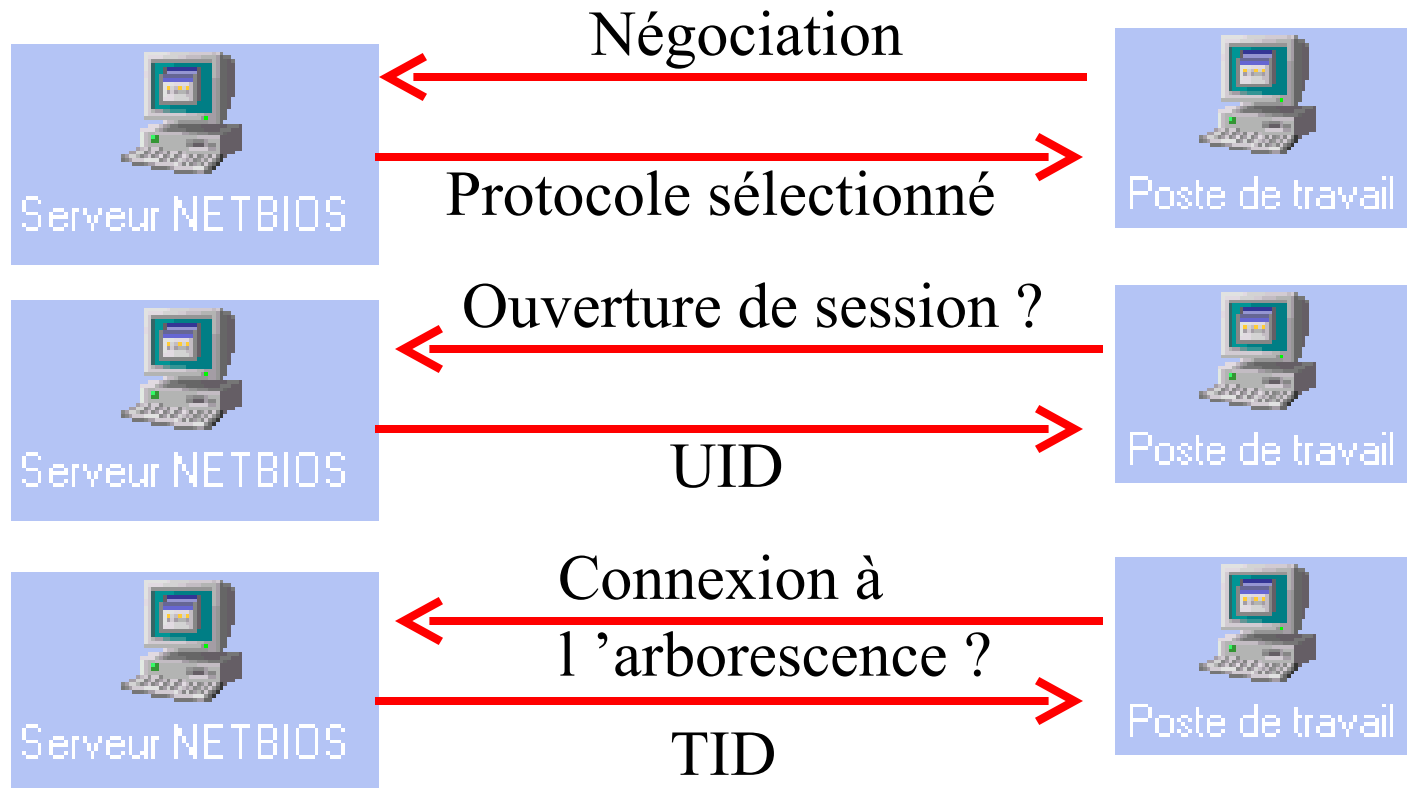 Négociation
Serveur NETBIOS
Protocole sélectionné
Poste de travail
Ouverture de session ?
Serveur NETBIOS
UID
Poste de travail
Connexion à
l ’arborescence ?
Serveur NETBIOS
TID
Poste de travail